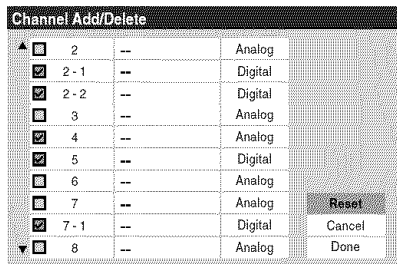 Channel Add/Delete
2 -- Analog
2 - 1 -- Digital
2 - 2 -- Digital
3 -- Analog
4 -- Analog
5 -- Digital
6 -- Analog
7 -- Analog
7 - 1 -- Digital
8 -- Analog
Reset
Cancel
Done